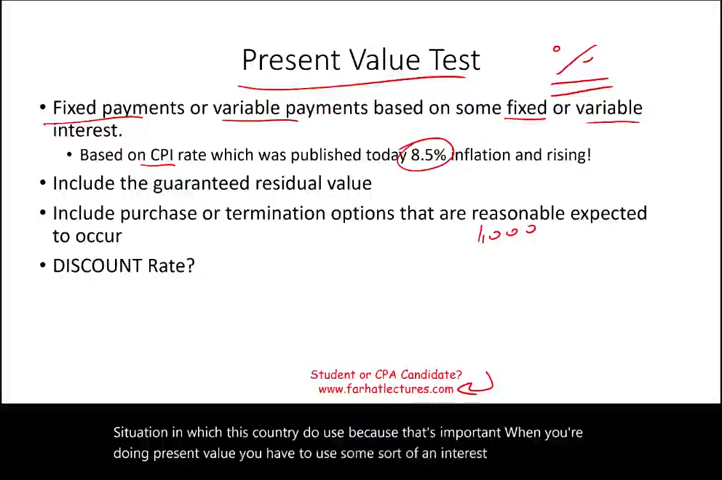 Present Value Test
%
• Fixed payments or variable payments based on some fixed or variable
interest.
• Based on CPI rate which was published today 8.5% inflation and rising!
• Include the guaranteed residual value
• Include purchase or termination options that are reasonable expected
to occur
1,000
• DISCOUNT Rate?
Student or CPA Candidate?
www.farhatlectures.com
Situation in which this country do use because that's important When you're
doing present value you have to use some sort of an interest